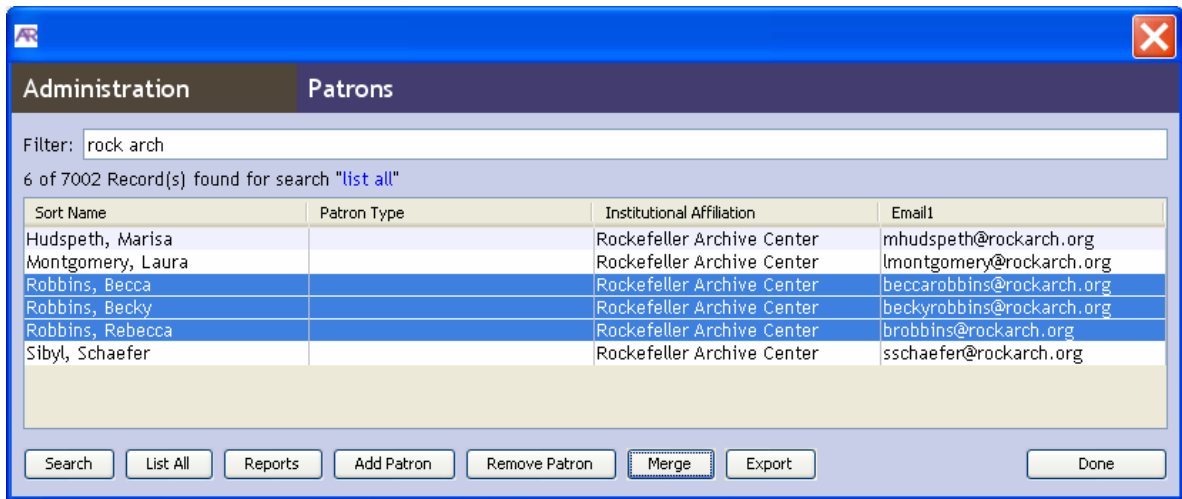 AR
Administration Patrons
Filter: rock arch
6 of 7002 Record(s) found for search "list all"
Sort Name Patron Type Institutional Affiliation Email1
Hudspeth, Marisa Rockefeller Archive Center mhudspeth@rockarch.org
Montgomery, Laura Rockefeller Archive Center lmontgomery@rockarch.org
Robbins, Becca Rockefeller Archive Center beccarobbins@rockarch.org
Robbins, Becky Rockefeller Archive Center beckyrobbins@rockarch.org
Robbins, Rebecca Rockefeller Archive Center brobbins@rockarch.org
Sibyl, Schaefer Rockefeller Archive Center sschaefer@rockarch.org
Search List All Reports Add Patron Remove Patron Merge Export Done